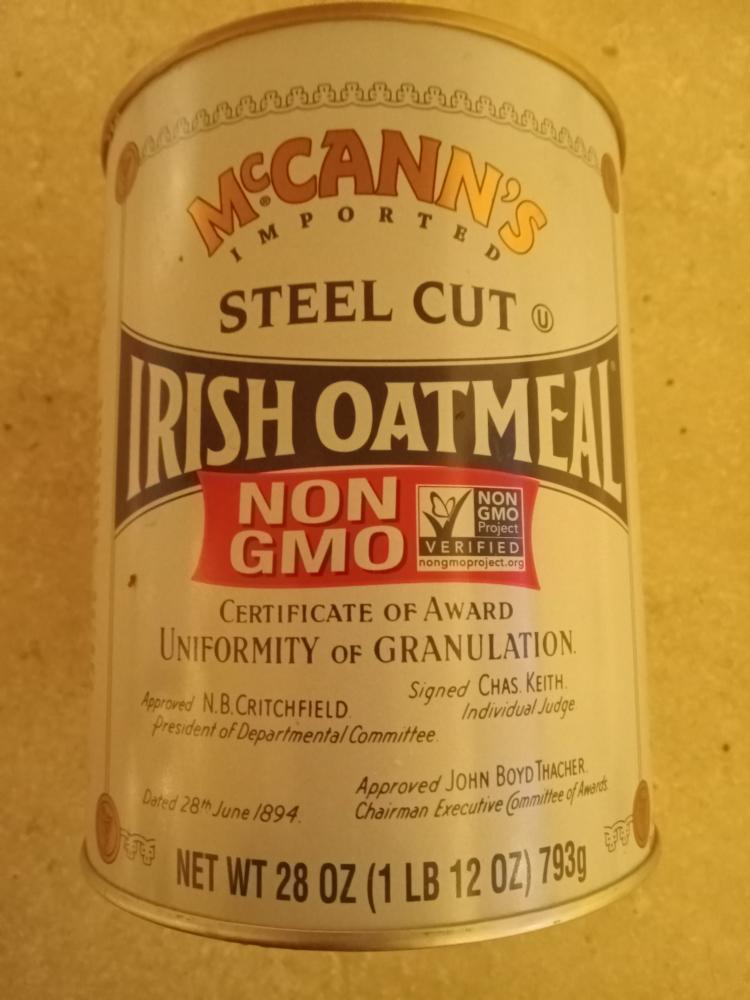 McCANN'S
®
IMPORTED
STEEL CUT Ⓤ
IRISH OATMEAL
NON
GMO
NON
GMO
Project
VERIFIED
nongmoproject.org
CERTIFICATE OF AWARD
UNIFORMITY OF GRANULATION.
Approved N.B. CRITCHFIELD.
President of Departmental Committee.
Signed CHAS. KEITH.
Individual Judge.
Dated 28th June 1894.
Approved JOHN BOYD THACHER.
Chairman Executive Committee of Awards.
NET WT 28 OZ (1 LB 12 OZ) 793g